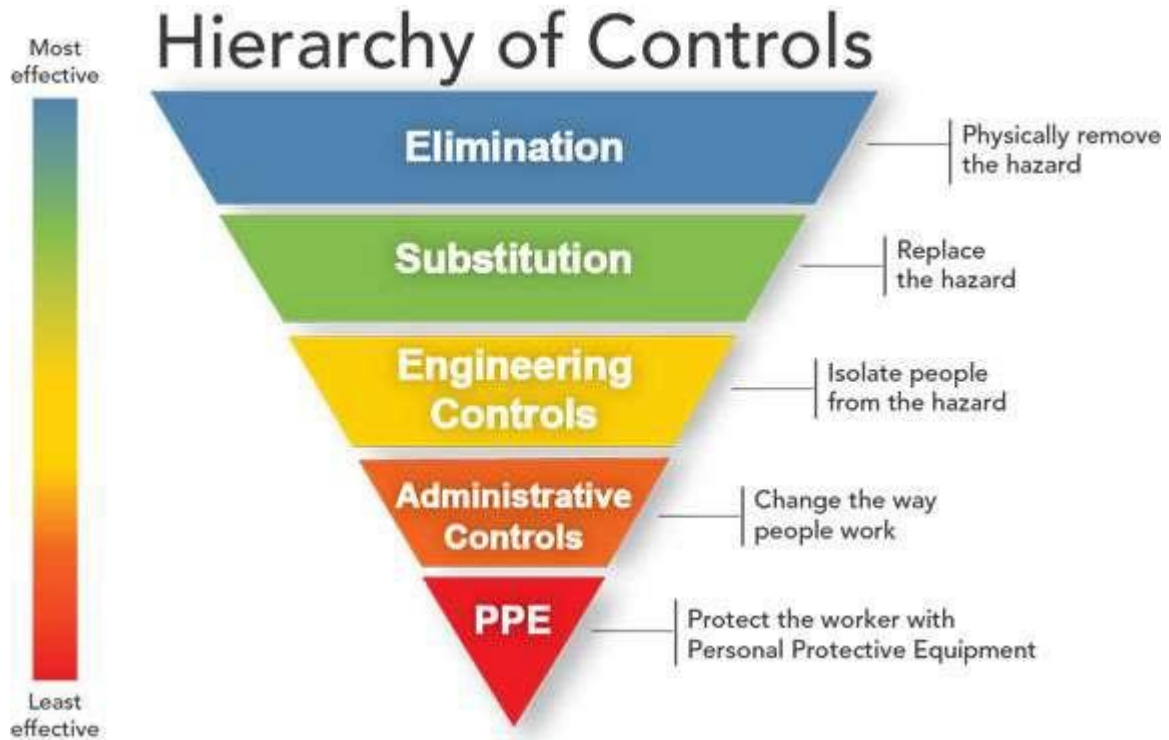 Hierarchy of Controls
Most
effective
Elimination
Physically remove
the hazard
Substitution
Replace
the hazard
Engineering
Controls
Isolate people
from the hazard
Administrative
Controls
Change the way
people work
PPE
Protect the worker with
Personal Protective Equipment
Least
effective